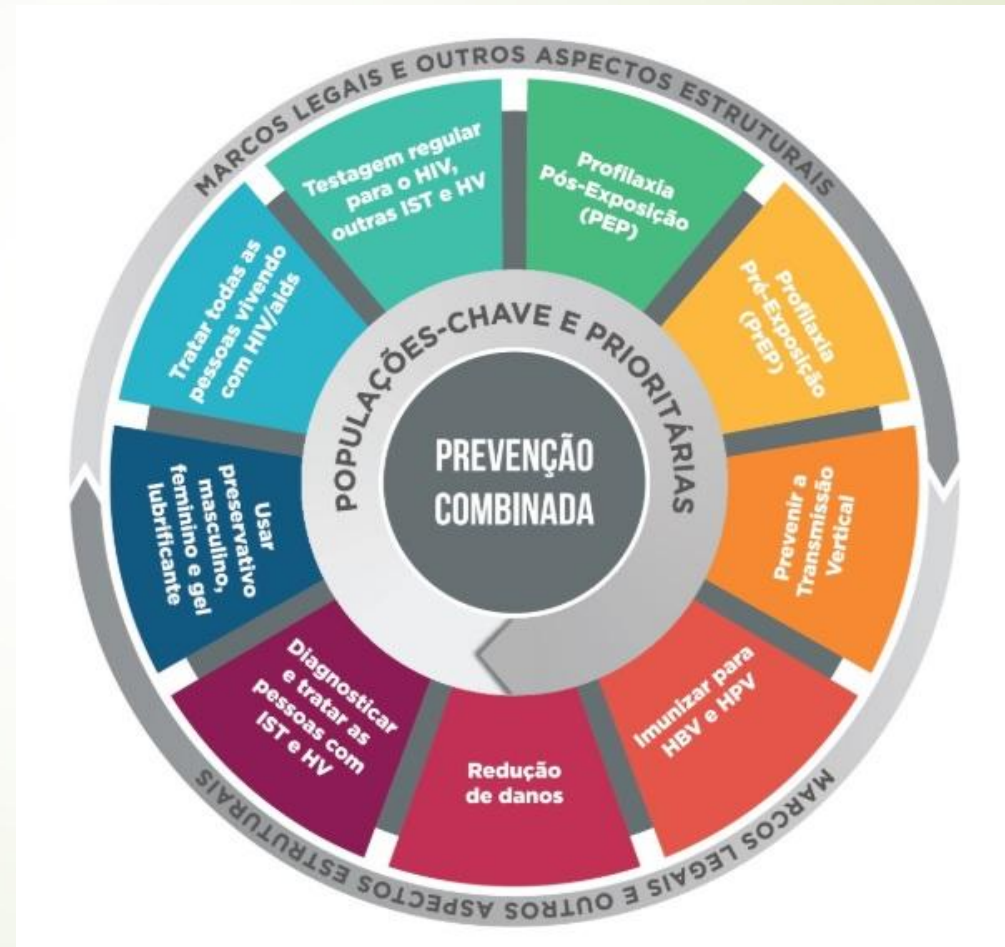 MARCOS LEGAIS E OUTROS ASPECTOS ESTRUTURAIS
Testagem regular
para o HIV,
outras IST e HV
Profilaxia
Pós-Exposição
(PEP)
Profilaxia
Pré-Exposição
(PrEP)
Prevenir a
Transmissão
Vertical
Imunizar para
HBV e HPV
Redução
de danos
Diagnosticar
e tratar as
pessoas com
IST e HV
Usar
preservativo
masculino,
feminino e gel
lubrificante
Tratar todas as
pessoas vivendo
com HIV/aids
POPULAÇÕES-CHAVE E PRIORITÁRIAS
PREVENÇÃO
COMBINADA
MARCOS LEGAIS E OUTROS ASPECTOS ESTRUTURAIS